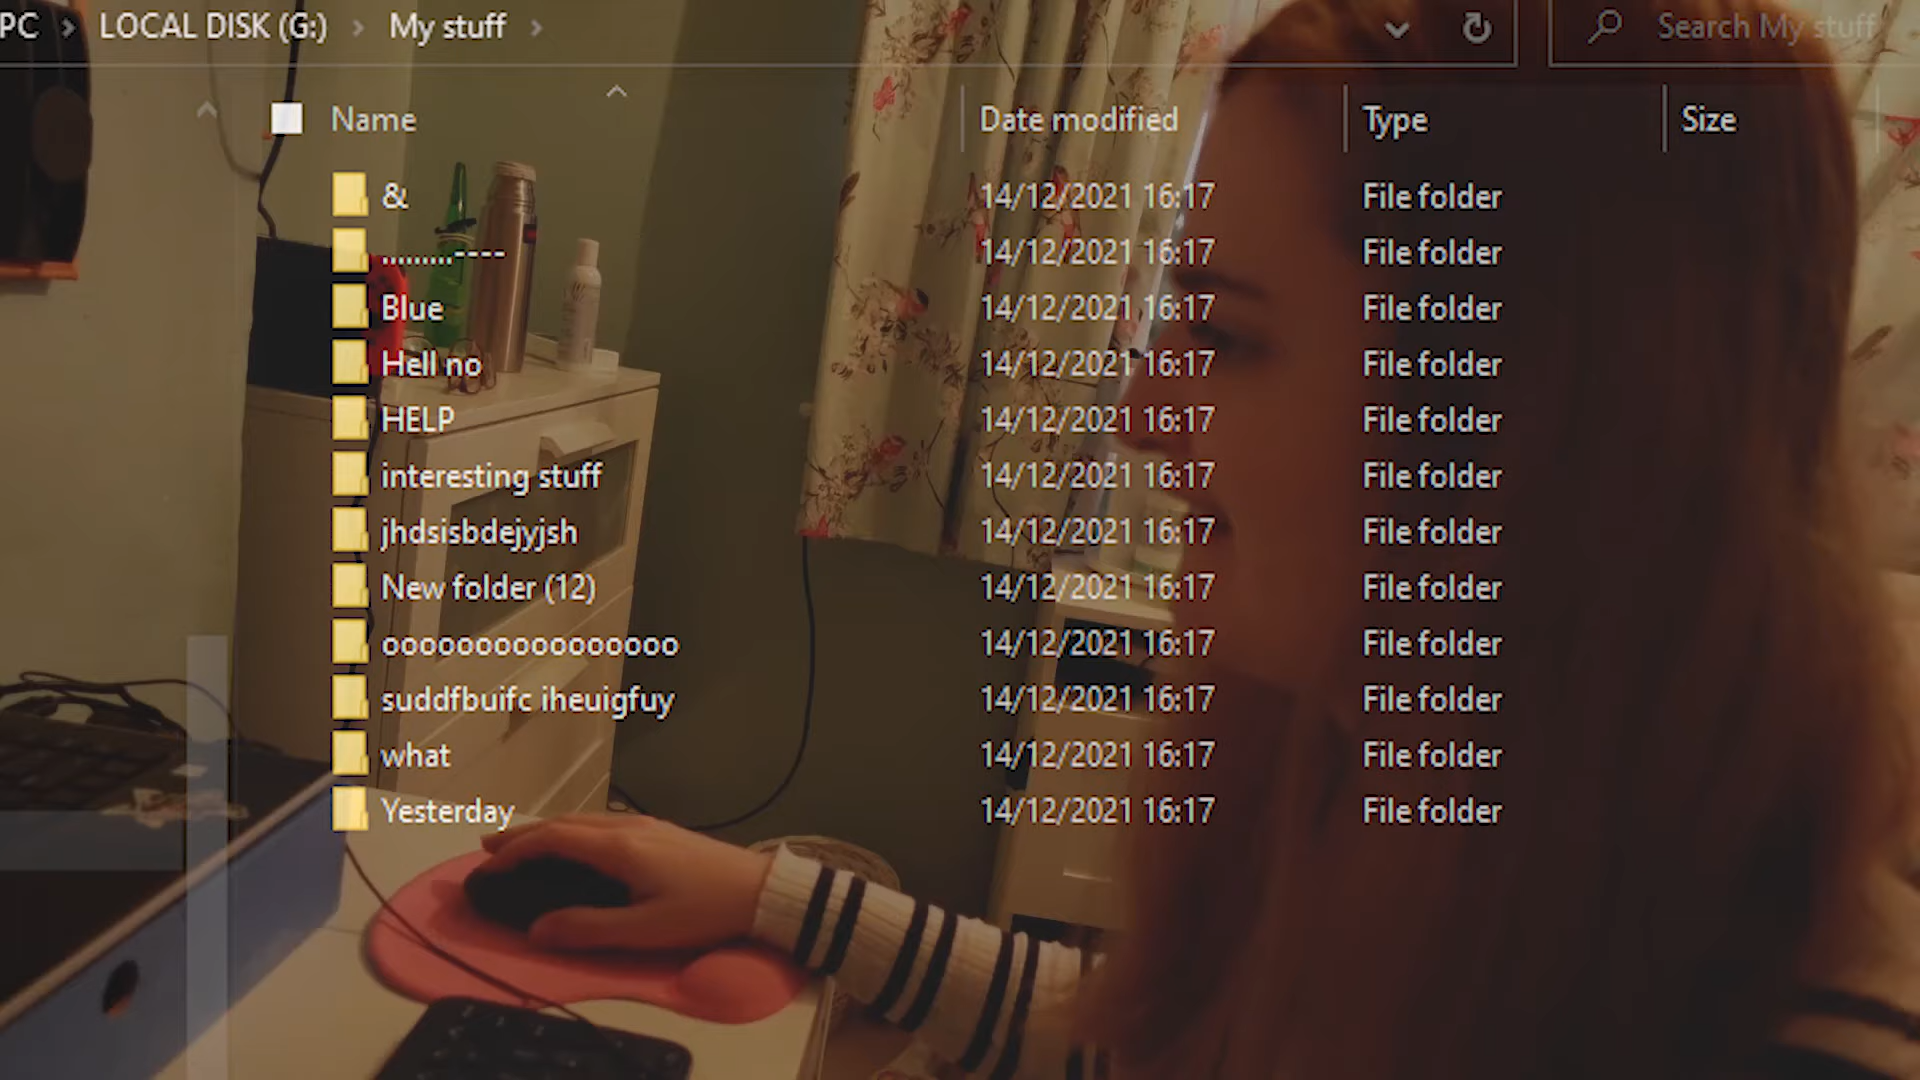 PC > LOCAL DISK (G:) > My stuff > Search My stuff
Name Date modified Type Size
& 14/12/2021 16:17 File folder
.........---- 14/12/2021 16:17 File folder
Blue 14/12/2021 16:17 File folder
Hell no 14/12/2021 16:17 File folder
HELP 14/12/2021 16:17 File folder
interesting stuff 14/12/2021 16:17 File folder
jhdsisbdejyjsh 14/12/2021 16:17 File folder
New folder (12) 14/12/2021 16:17 File folder
oooooooooooooooo 14/12/2021 16:17 File folder
suddfbuifc iheuigfuy 14/12/2021 16:17 File folder
what 14/12/2021 16:17 File folder
Yesterday 14/12/2021 16:17 File folder